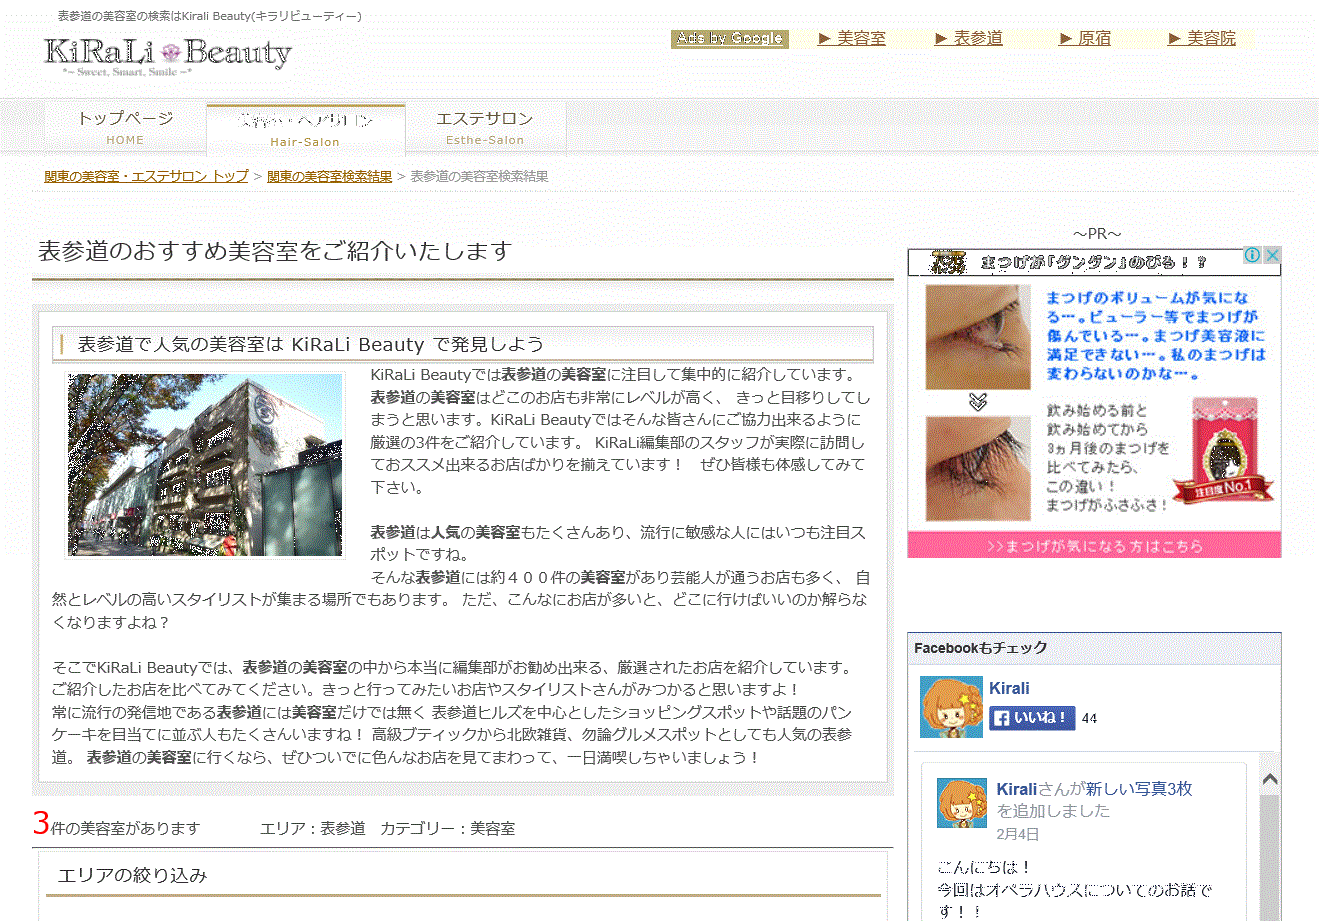 表参道の美容室の検索はKirali Beauty(キラリビューティー)
KiRaLi Beauty
*~ Sweet, Smart, Smile ~*
Ads by Google
► 美容室
► 表参道
► 原宿
► 美容院
トップページ
HOME
美容室・ヘアサロン
Hair-Salon
エステサロン
Esthe-Salon
関東の美容室・エステサロン トップ > 関東の美容室検索結果 > 表参道の美容室検索結果
表参道のおすすめ美容室をご紹介いたします
表参道で人気の美容室は KiRaLi Beauty で発見しよう
KiRaLi Beautyでは表参道の美容室に注目して集中的に紹介しています。
表参道の美容室はどこのお店も非常にレベルが高く、 きっと目移りしてし
まうと思います。KiRaLi Beautyではそんな皆さんにご協力出来るように
厳選の3件をご紹介しています。 KiRaLi編集部のスタッフが実際に訪問し
ておススメ出来るお店ばかりを揃えています！　ぜひ皆様も体感してみて
下さい。
表参道は人気の美容室もたくさんあり、流行に敏感な人にはいつも注目ス
ポットですね。
そんな表参道には約４００件の美容室があり芸能人が通うお店も多く、 自
然とレベルの高いスタイリストが集まる場所でもあります。 ただ、こんなにお店が多いと、どこに行けばいいのか解らな
くなりますよね？
そこでKiRaLi Beautyでは、表参道の美容室の中から本当に編集部がお勧め出来る、厳選されたお店を紹介しています。
ご紹介したお店を比べてみてください。きっと行ってみたいお店やスタイリストさんがみつかると思いますよ！
常に流行の発信地である表参道には美容室だけでは無く 表参道ヒルズを中心としたショッピングスポットや話題のパン
ケーキを目当てに並ぶ人もたくさんいますね！ 高級ブティックから北欧雑貨、勿論グルメスポットとしても人気の表参
道。 表参道の美容室に行くなら、ぜひついでに色んなお店を見てまわって、一日満喫しちゃいましょう！
3件の美容室があります
エリア：表参道　カテゴリー：美容室
エリアの絞り込み
～PR～
まつげが「グングン」のびる！？
まつげのボリュームが気にな
る…。ビューラー等でまつげが
傷んでいる…。まつげ美容液に
満足できない…。私のまつげは
変わらないのかな…。
飲み始める前と
飲み始めてから
3ヵ月後のまつげを
比べてみたら、
この違い！
まつげがふさふさ！
注目度No.1
>>まつげが気になる方はこちら
Facebookもチェック
Kirali
いいね！ 44
Kiraliさんが新しい写真3枚
を追加しました
2月4日
こんにちは！
今回はオペラハウスについてのお話で
す！！